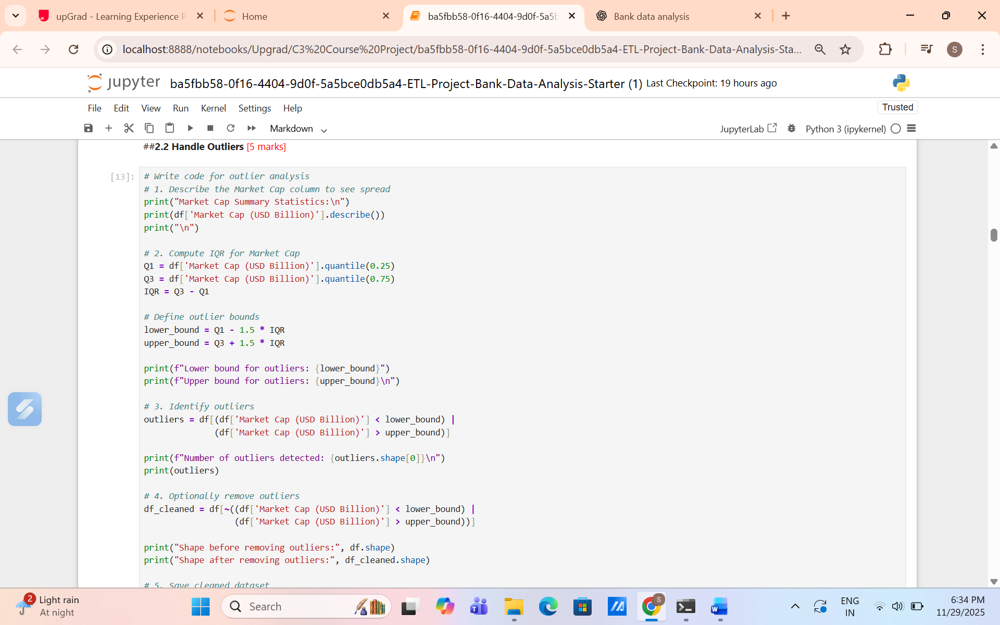 upGrad - Learning Experience P
Home
ba5fbb58-0f16-4404-9d0f-5a5b
Bank data analysis
localhost:8888/notebooks/Upgrad/C3%20Course%20Project/ba5fbb58-0f16-4404-9d0f-5a5bce0db5a4-ETL-Project-Bank-Data-Analysis-Sta...
S
jupyter ba5fbb58-0f16-4404-9d0f-5a5bce0db5a4-ETL-Project-Bank-Data-Analysis-Starter (1) Last Checkpoint: 19 hours ago
File Edit View Run Kernel Settings Help
Trusted
Markdown
JupyterLab
Python 3 (ipykernel)
##2.2 Handle Outliers [5 marks]
[13]:
# Write code for outlier analysis
# 1. Describe the Market Cap column to see spread
print("Market Cap Summary Statistics:\n")
print(df['Market Cap (USD Billion)'].describe())
print("\n")
# 2. Compute IQR for Market Cap
Q1 = df['Market Cap (USD Billion)'].quantile(0.25)
Q3 = df['Market Cap (USD Billion)'].quantile(0.75)
IQR = Q3 - Q1
# Define outlier bounds
lower_bound = Q1 - 1.5 * IQR
upper_bound = Q3 + 1.5 * IQR
print(f"Lower bound for outliers: {lower_bound}")
print(f"Upper bound for outliers: {upper_bound}\n")
# 3. Identify outliers
outliers = df[(df['Market Cap (USD Billion)'] < lower_bound) |
(df['Market Cap (USD Billion)'] > upper_bound)]
print(f"Number of outliers detected: {outliers.shape[0]}\n")
print(outliers)
# 4. Optionally remove outliers
df_cleaned = df[~((df['Market Cap (USD Billion)'] < lower_bound) |
(df['Market Cap (USD Billion)'] > upper_bound))]
print("Shape before removing outliers:", df.shape)
print("Shape after removing outliers:", df_cleaned.shape)
# 5. Save cleaned dataset
2
Light rain
At night
Search
S
ENG
IN
6:34 PM
11/29/2025